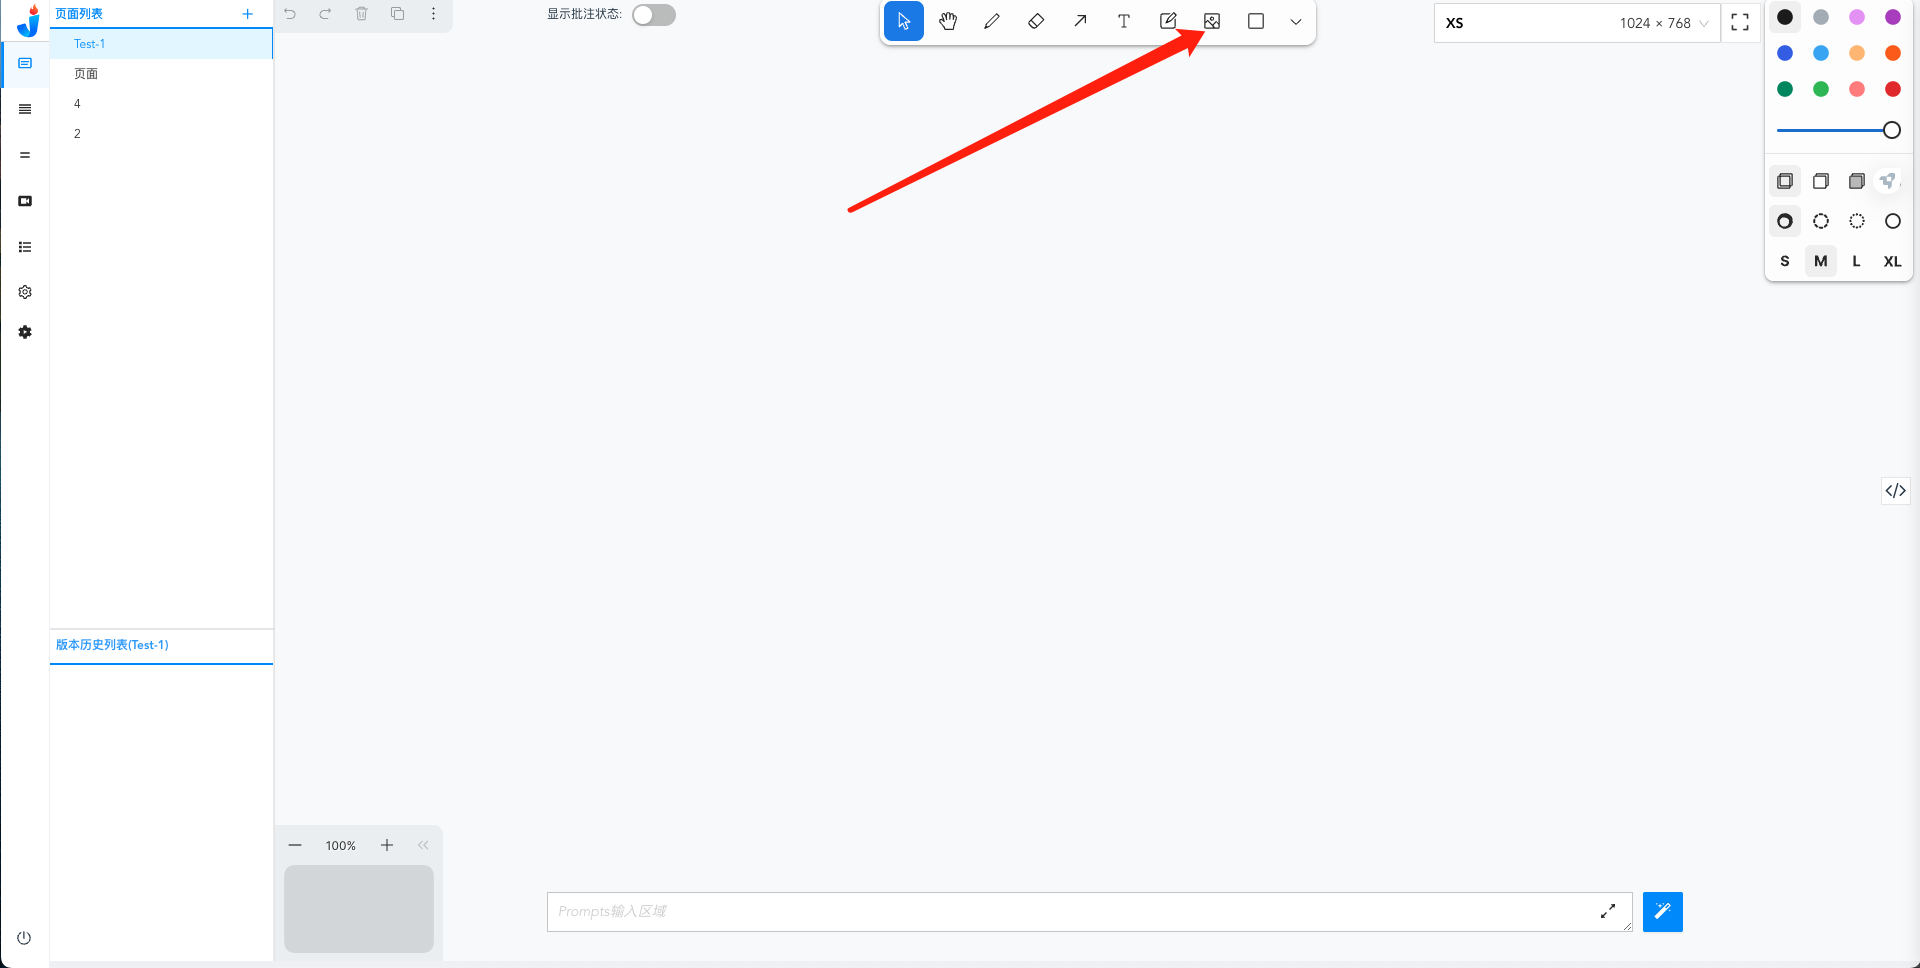 页面列表
Test-1
页面
4
2
版本历史列表(Test-1)
显示批注状态:
XS
1024 × 768
S M L XL
100%
Prompts输入区域